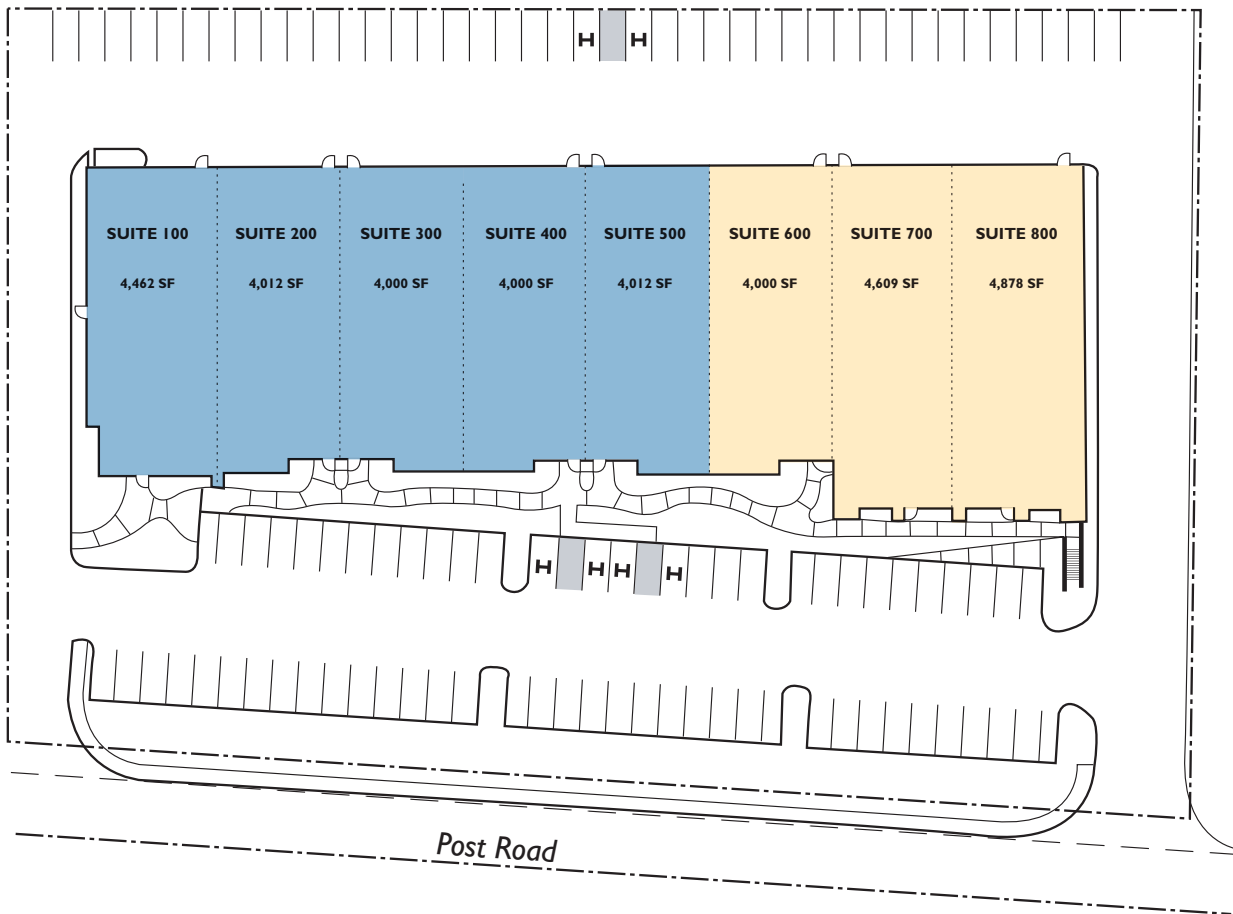 H H
SUITE 100 SUITE 200 SUITE 300 SUITE 400 SUITE 500 SUITE 600 SUITE 700 SUITE 800
4,462 SF 4,012 SF 4,000 SF 4,000 SF 4,012 SF 4,000 SF 4,609 SF 4,878 SF
H H H H
Post Road